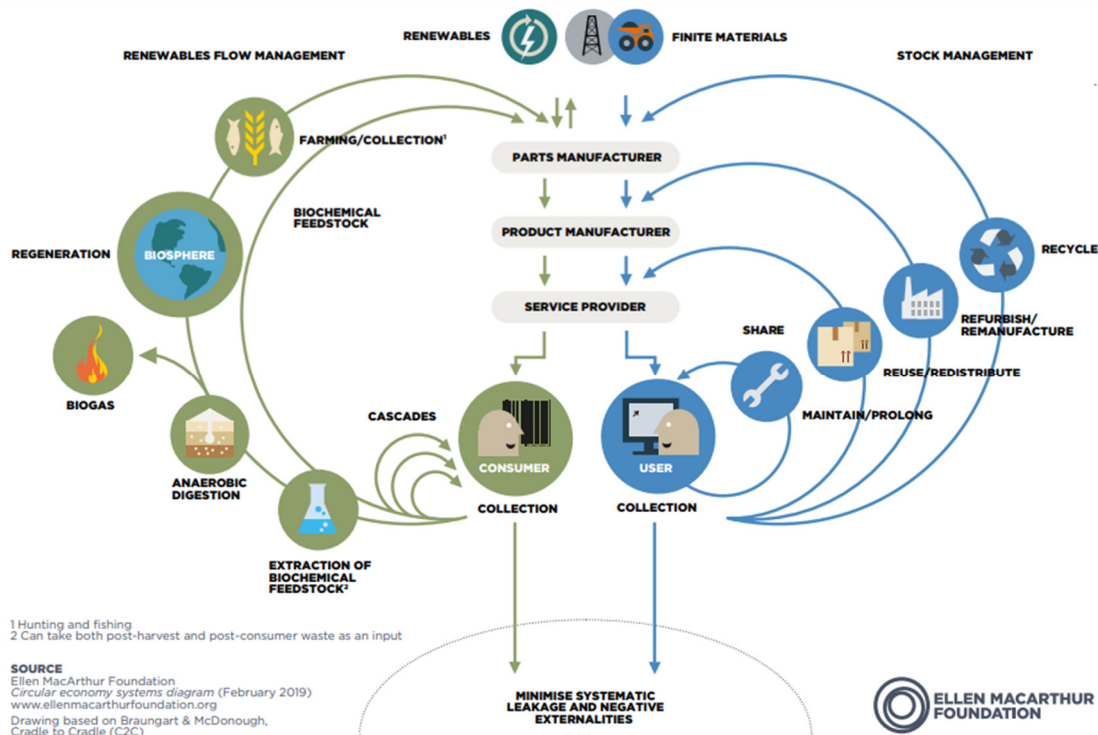 RENEWABLES
FINITE MATERIALS
RENEWABLES FLOW MANAGEMENT
STOCK MANAGEMENT
FARMING/COLLECTION¹
PARTS MANUFACTURER
BIOCHEMICAL
FEEDSTOCK
PRODUCT MANUFACTURER
REGENERATION
BIOSPHERE
RECYCLE
SERVICE PROVIDER
SHARE
REFURBISH/
REMANUFACTURE
REUSE/REDISTRIBUTE
BIOGAS
CASCADES
MAINTAIN/PROLONG
CONSUMER
USER
ANAEROBIC
DIGESTION
COLLECTION
COLLECTION
EXTRACTION OF
BIOCHEMICAL
FEEDSTOCK²
1 Hunting and fishing
2 Can take both post-harvest and post-consumer waste as an input
SOURCE
Ellen MacArthur Foundation
Circular economy systems diagram (February 2019)
www.ellenmacarthurfoundation.org
Drawing based on Braungart & McDonough,
Cradle to Cradle (C2C)
MINIMISE SYSTEMATIC
LEAKAGE AND NEGATIVE
EXTERNALITIES
ELLEN MACARTHUR
FOUNDATION